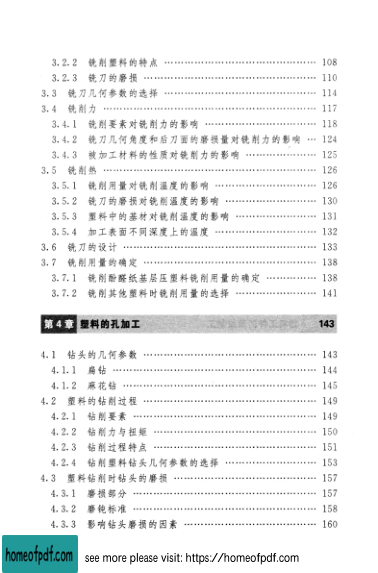 3.2.2 铣削塑料的特点 …… 108
3.2.3 铣刀的磨损 …… 110
3.3 铣刀几何参数的选择 …… 114
3.4 铣削力 …… 117
3.4.1 铣削要素对铣削力的影响 …… 118
3.4.2 铣刀几何角度和后刀面的磨损量对铣削力的影响 … 124
3.4.3 被加工材料的性质对铣削力的影响 …… 125
3.5 铣削热 …… 126
3.5.1 铣削用量对铣削温度的影响 …… 126
3.5.2 铣刀的磨损对铣削温度的影响 …… 130
3.5.3 塑料中的基材对铣削温度的影响 …… 131
3.5.4 加工表面不同深度上的温度 …… 132
3.6 铣刀的设计 …… 133
3.7 铣削用量的确定 …… 138
3.7.1 铣削酚醛纸基层压塑料铣削用量的确定 …… 138
3.7.2 铣削其他塑料时铣削用量的选择 …… 141
第4章 塑料的孔加工 143
4.1 钻头的几何参数 …… 143
4.1.1 扁钻 …… 144
4.1.2 麻花钻 …… 145
4.2 塑料的钻削过程 …… 149
4.2.1 钻削要素 …… 149
4.2.2 钻削力与扭矩 …… 150
4.2.3 钻削过程特点 …… 151
4.2.4 钻削塑料钻头几何参数的选择 …… 153
4.3 塑料钻削时钻头的磨损 …… 157
4.3.1 磨损部分 …… 157
4.3.2 磨钝标准 …… 158
4.3.3 影响钻头磨损的因素 …… 160
homeofpdf.com see more please visit: https://homeofpdf.com